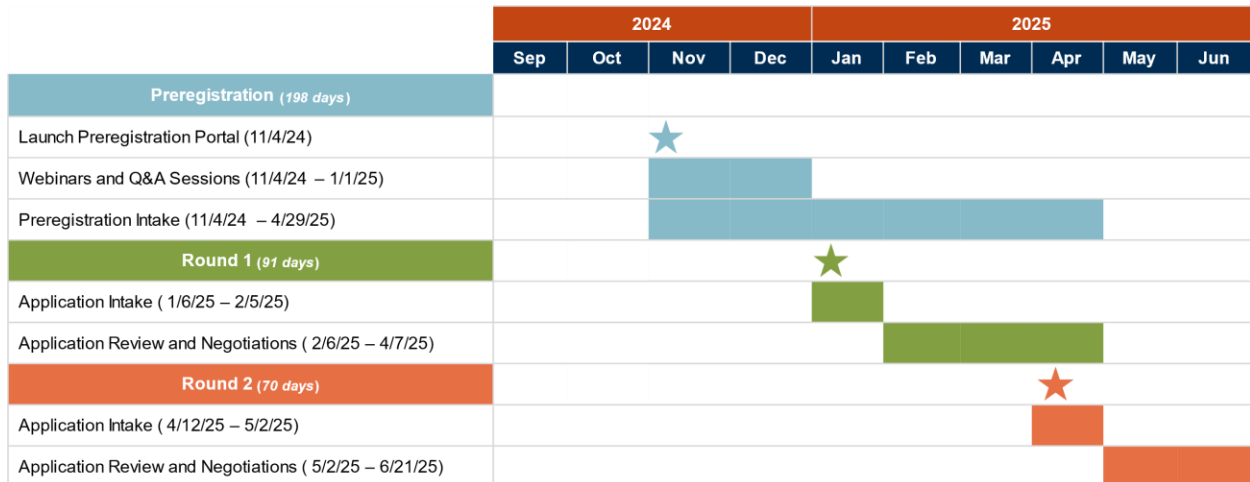 2024 2025
Sep Oct Nov Dec Jan Feb Mar Apr May Jun
Preregistration (198 days)
Launch Preregistration Portal (11/4/24)
Webinars and Q&A Sessions (11/4/24 – 1/1/25)
Preregistration Intake (11/4/24 – 4/29/25)
Round 1 (91 days)
Application Intake ( 1/6/25 – 2/5/25)
Application Review and Negotiations ( 2/6/25 – 4/7/25)
Round 2 (70 days)
Application Intake ( 4/12/25 – 5/2/25)
Application Review and Negotiations ( 5/2/25 – 6/21/25)